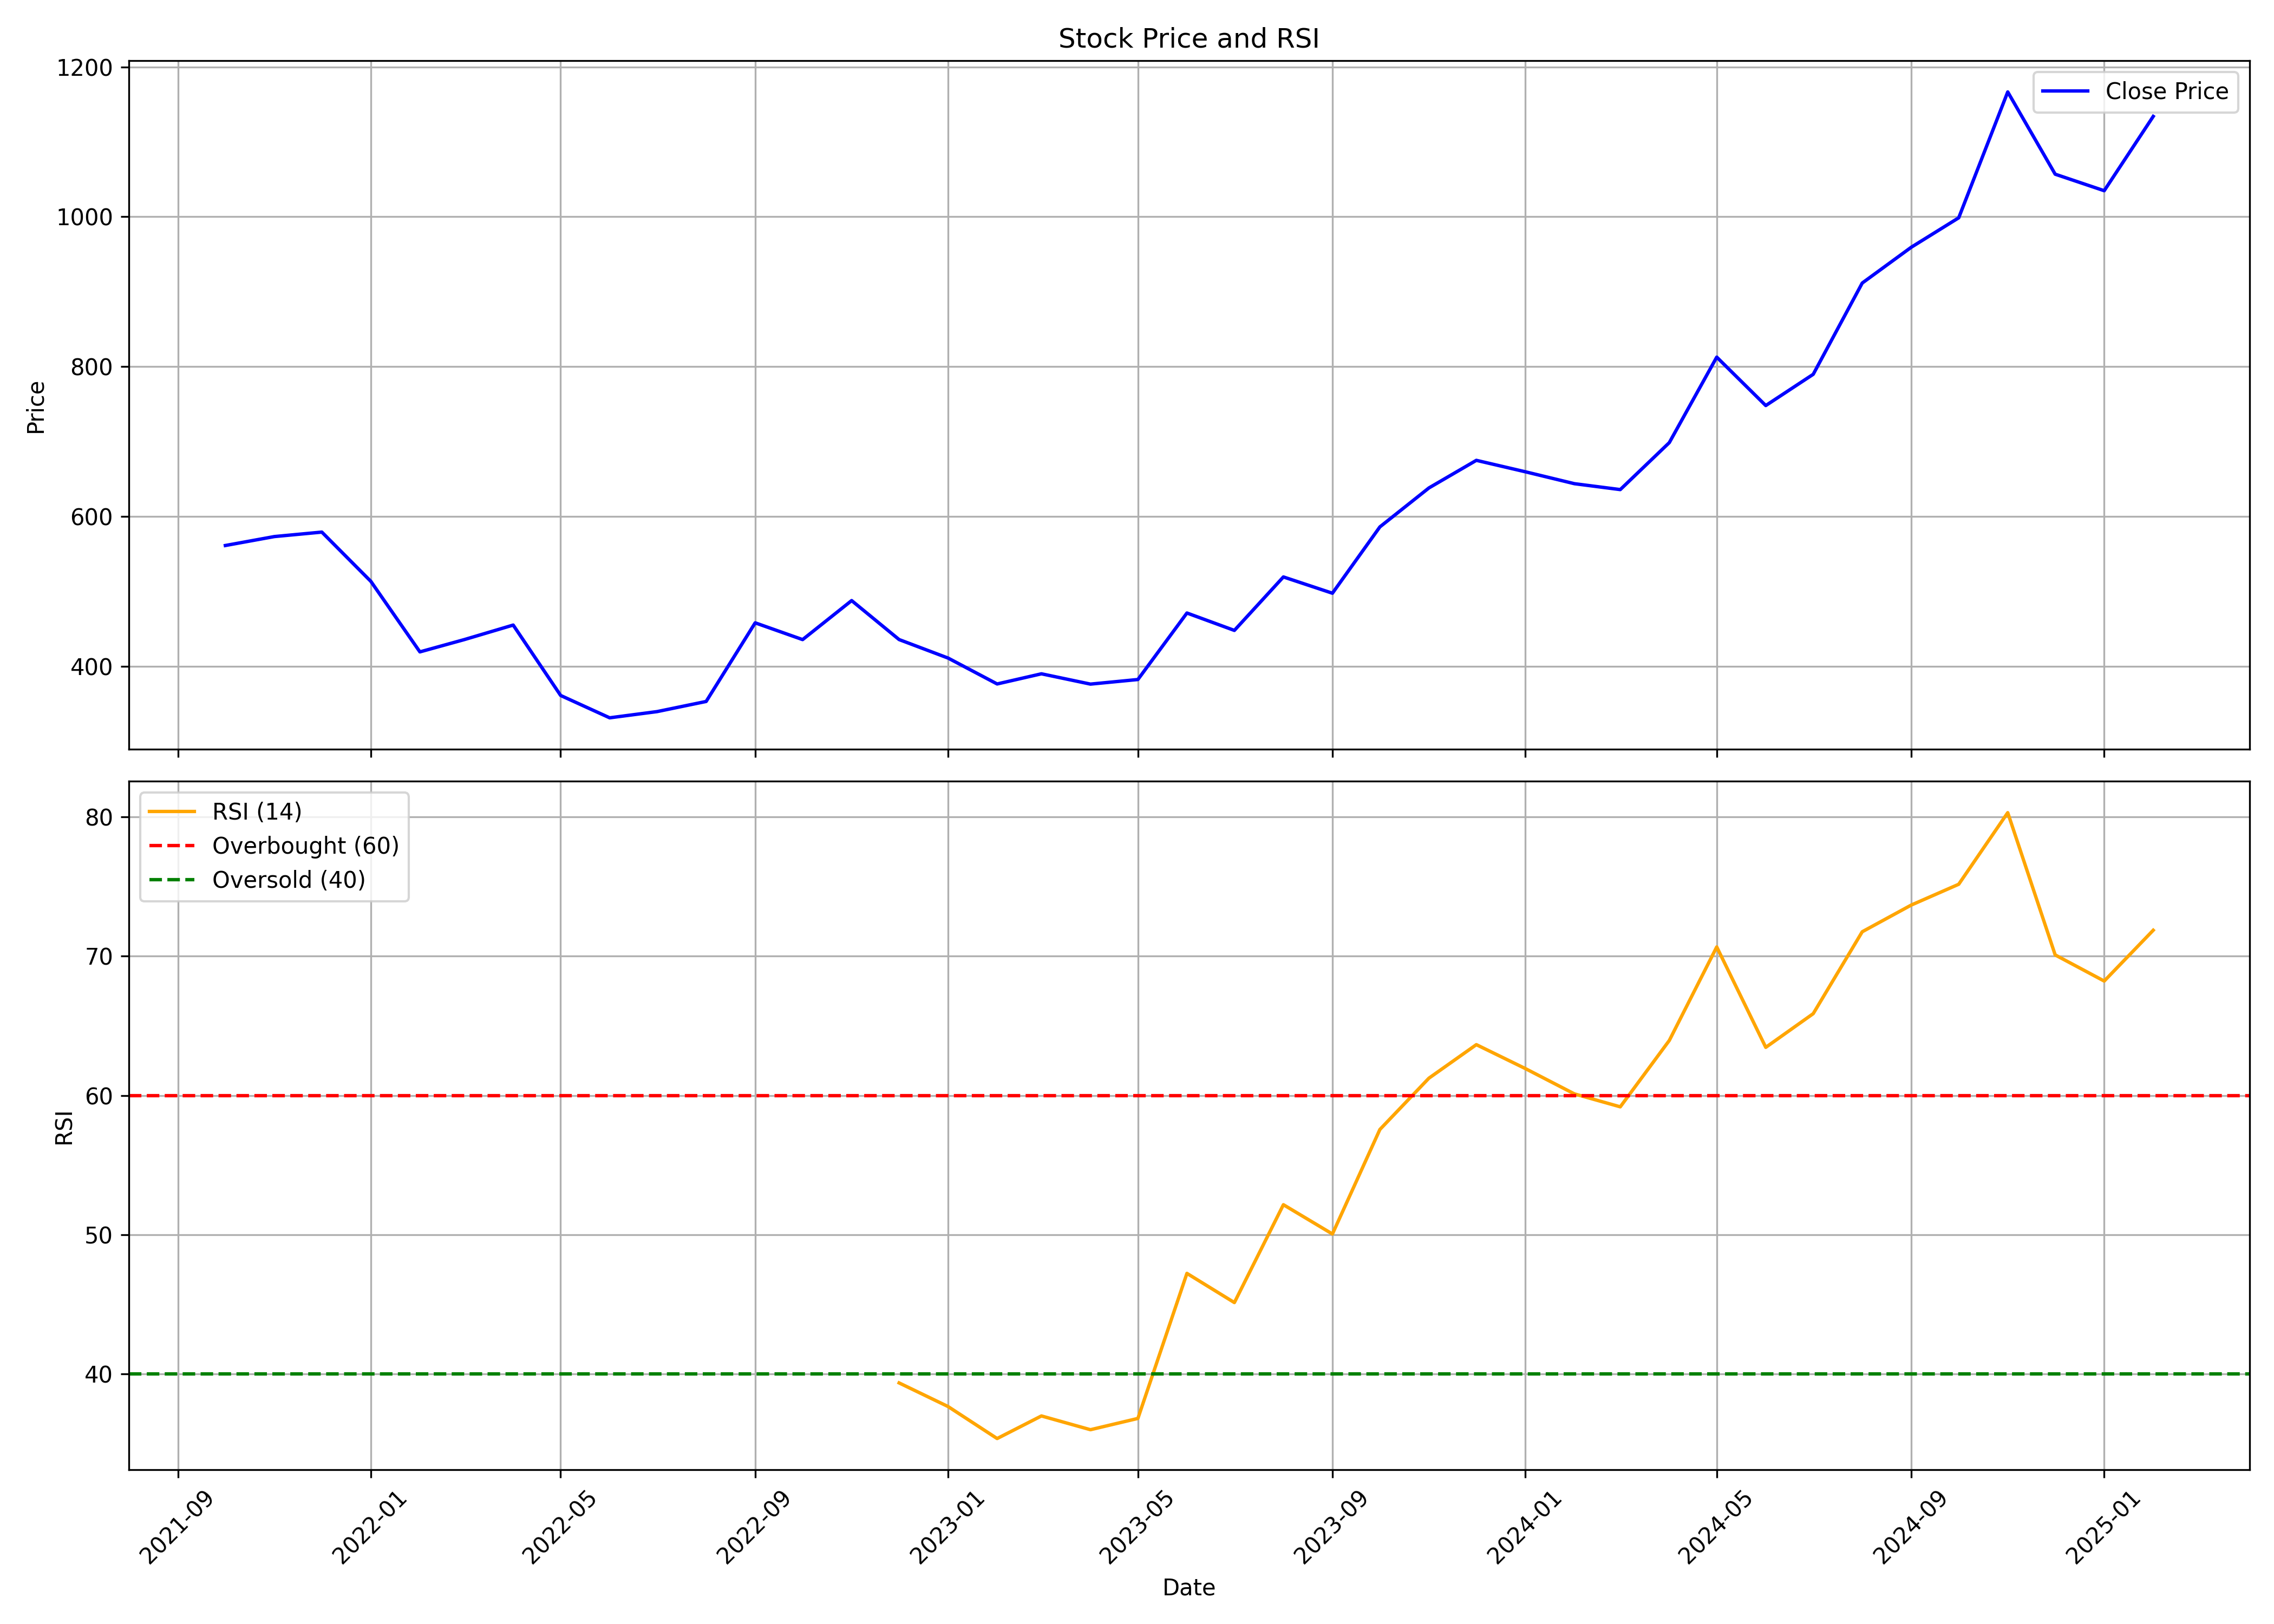 Stock Price and RSI
1200
1000
800
600
400
Price
Close Price
80
70
60
50
40
RSI
RSI (14)
Overbought (60)
Oversold (40)
2021-09
2022-01
2022-05
2022-09
2023-01
2023-05
2023-09
2024-01
2024-05
2024-09
2025-01
Date